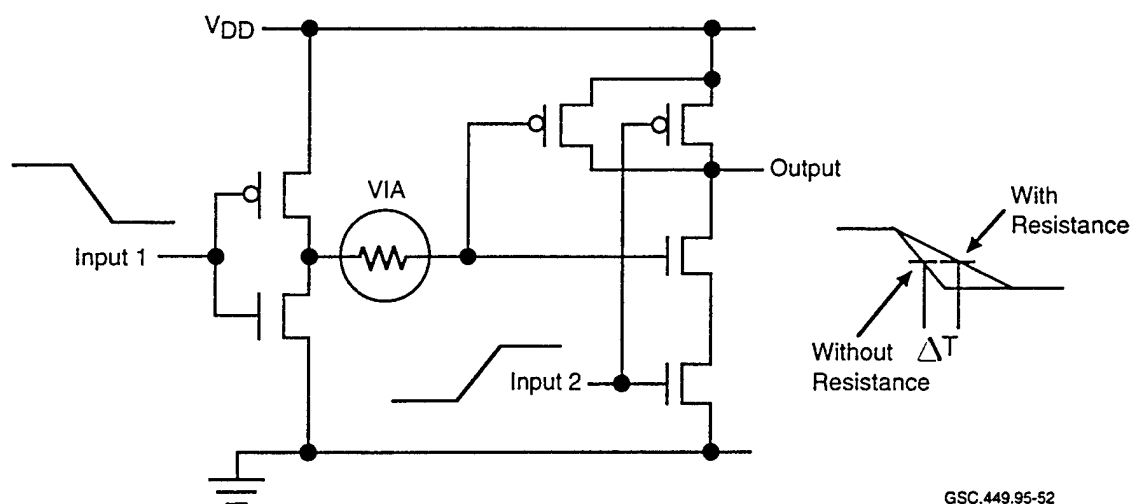 VDD
VIA
Output
With
Resistance
Input 1
Input 2
Without
Resistance
ΔT
GSC.449.95-52